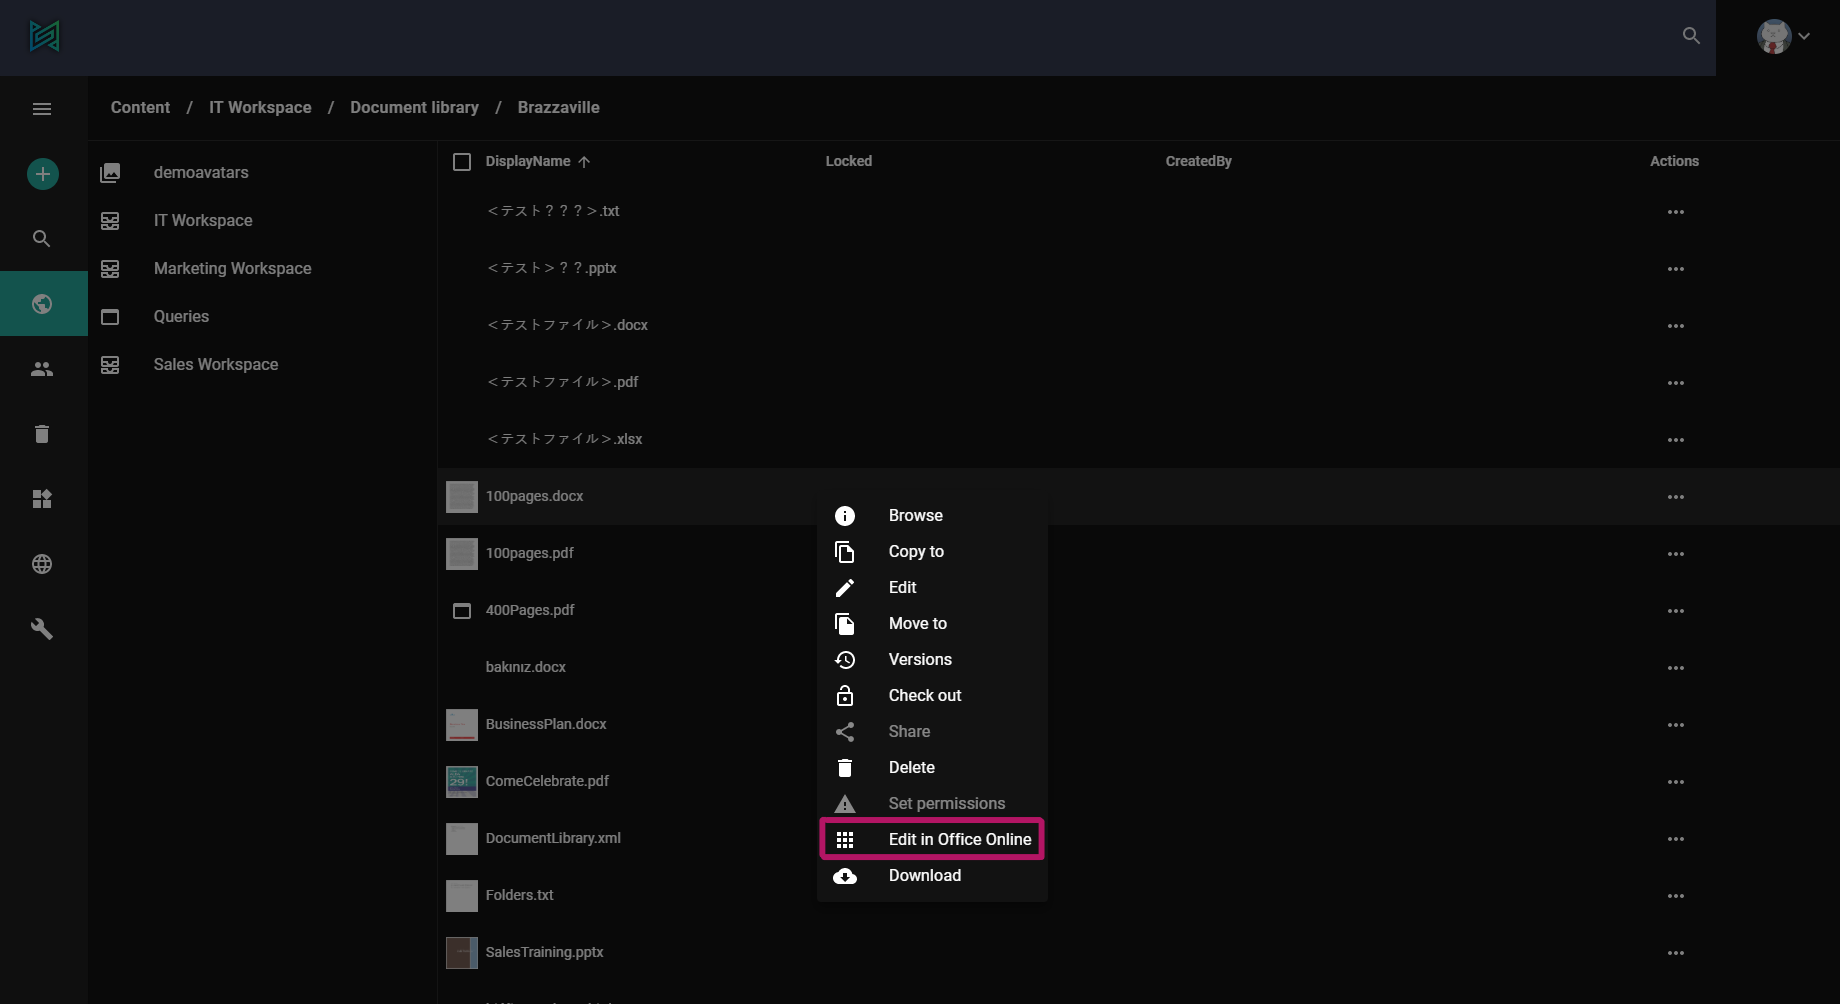 Content / IT Workspace / Document library / Brazzaville
demoavatars
IT Workspace
Marketing Workspace
Queries
Sales Workspace
DisplayName Locked CreatedBy Actions
＜テスト？？？＞.txt
＜テスト＞？？.pptx
＜テストファイル＞.docx
＜テストファイル＞.pdf
＜テストファイル＞.xlsx
100pages.docx
100pages.pdf
400Pages.pdf
bakınız.docx
BusinessPlan.docx
ComeCelebrate.pdf
DocumentLibrary.xml
Folders.txt
SalesTraining.pptx
Browse
Copy to
Edit
Move to
Versions
Check out
Share
Delete
Set permissions
Edit in Office Online
Download